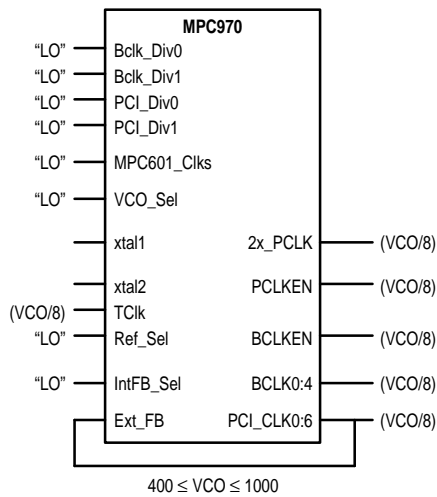 MPC970
“LO” Bclk_Div0
“LO” Bclk_Div1
“LO” PCI_Div0
“LO” PCI_Div1
“LO” MPC601_Clks
“LO” VCO_Sel
xtal1 2x_PCLK (VCO/8)
xtal2 PCLKEN (VCO/8)
(VCO/8) TClk
“LO” Ref_Sel BCLKEN (VCO/8)
“LO” IntFB_Sel BCLK0:4 (VCO/8)
Ext_FB PCI_CLK0:6 (VCO/8)
400 ≤ VCO ≤ 1000